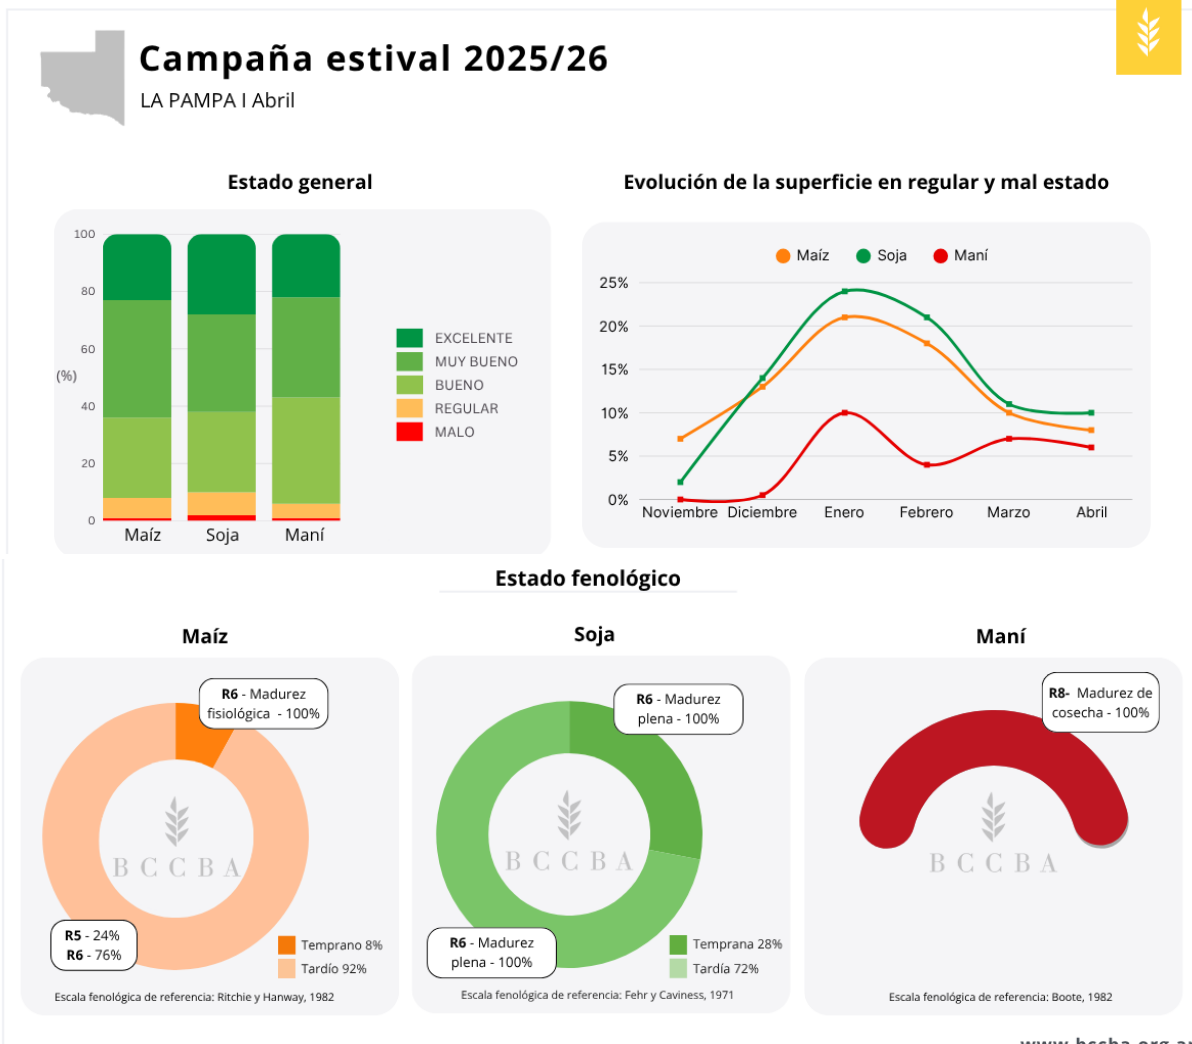 Campaña estival 2025/26
LA PAMPA I Abril
Estado general
100
80
60
(%)
40
20
0
Maíz Soja Maní
EXCELENTE
MUY BUENO
BUENO
REGULAR
MALO
Evolución de la superficie en regular y mal estado
Maíz Soja Maní
25%
20%
15%
10%
5%
0%
Noviembre Diciembre Enero Febrero Marzo Abril
Estado fenológico
Maíz
R6 - Madurez
fisiológica - 100%
BCCBA
R5 - 24%
R6 - 76%
Temprano 8%
Tardío 92%
Escala fenológica de referencia: Ritchie y Hanway, 1982
Soja
R6 - Madurez
plena - 100%
BCCBA
R6 - Madurez
plena - 100%
Temprana 28%
Tardía 72%
Escala fenológica de referencia: Fehr y Caviness, 1971
Maní
R8- Madurez de
cosecha - 100%
BCCBA
Escala fenológica de referencia: Boote, 1982